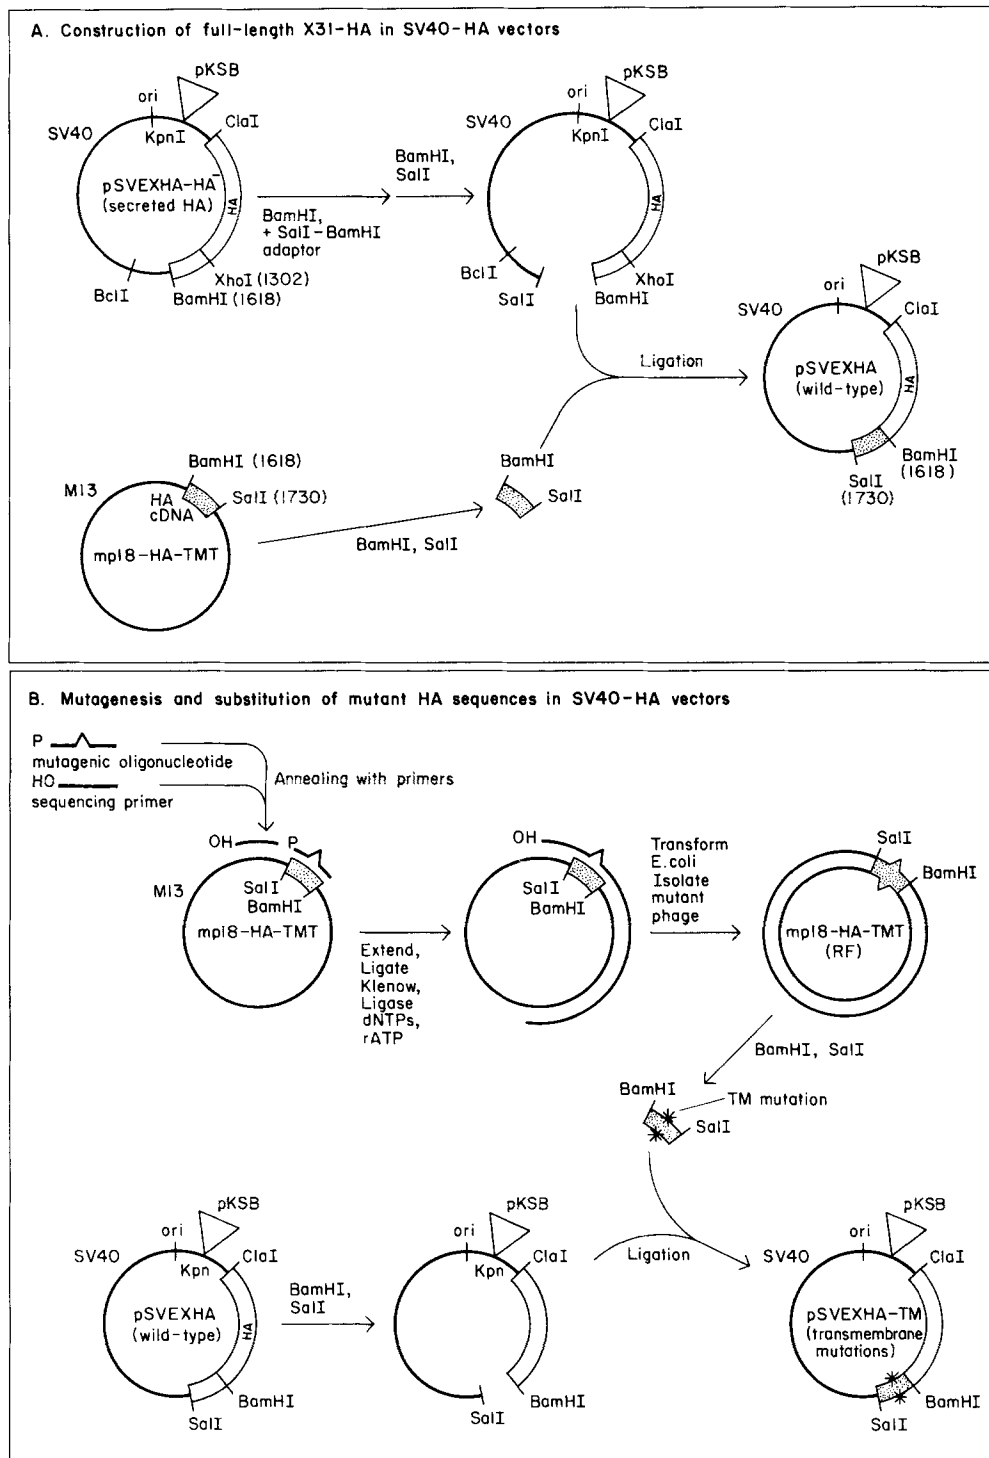 A. Construction of full-length X31-HA in SV40-HA vectors
pKSB
ori
SV40
KpnI
ClaI
pSVEXHA-HA⁻
(secreted HA)
HA
BclI
XhoI (1302)
BamHI (1618)
BamHI,
+ SalI-BamHI
adaptor
BamHI,
SalI
pKSB
ori
SV40
KpnI
ClaI
HA
BclI
SalI
XhoI
BamHI
Ligation
pKSB
ori
SV40
ClaI
pSVEXHA
(wild-type)
HA
BamHI
(1618)
SalI
(1730)
M13
BamHI (1618)
HA
cDNA
SalI (1730)
mp18-HA-TMT
BamHI, SalI
BamHI
SalI
B. Mutagenesis and substitution of mutant HA sequences in SV40-HA vectors
P
mutagenic oligonucleotide
HO
sequencing primer
Annealing with primers
OH
P
M13
SalI
BamHI
mp18-HA-TMT
Extend,
Ligate
Klenow,
Ligase
dNTPs,
rATP
OH
SalI
BamHI
Transform
E.coli
Isolate
mutant
phage
SalI
BamHI
mp18-HA-TMT
(RF)
BamHI, SalI
BamHI
TM mutation
SalI
pKSB
ori
SV40
Kpn
ClaI
pSVEXHA
(wild-type)
HA
BamHI
SalI
BamHI,
SalI
pKSB
ori
Kpn
ClaI
BamHI
SalI
Ligation
pKSB
ori
SV40
ClaI
pSVEXHA-TM
(transmembrane
mutations)
BamHI
SalI